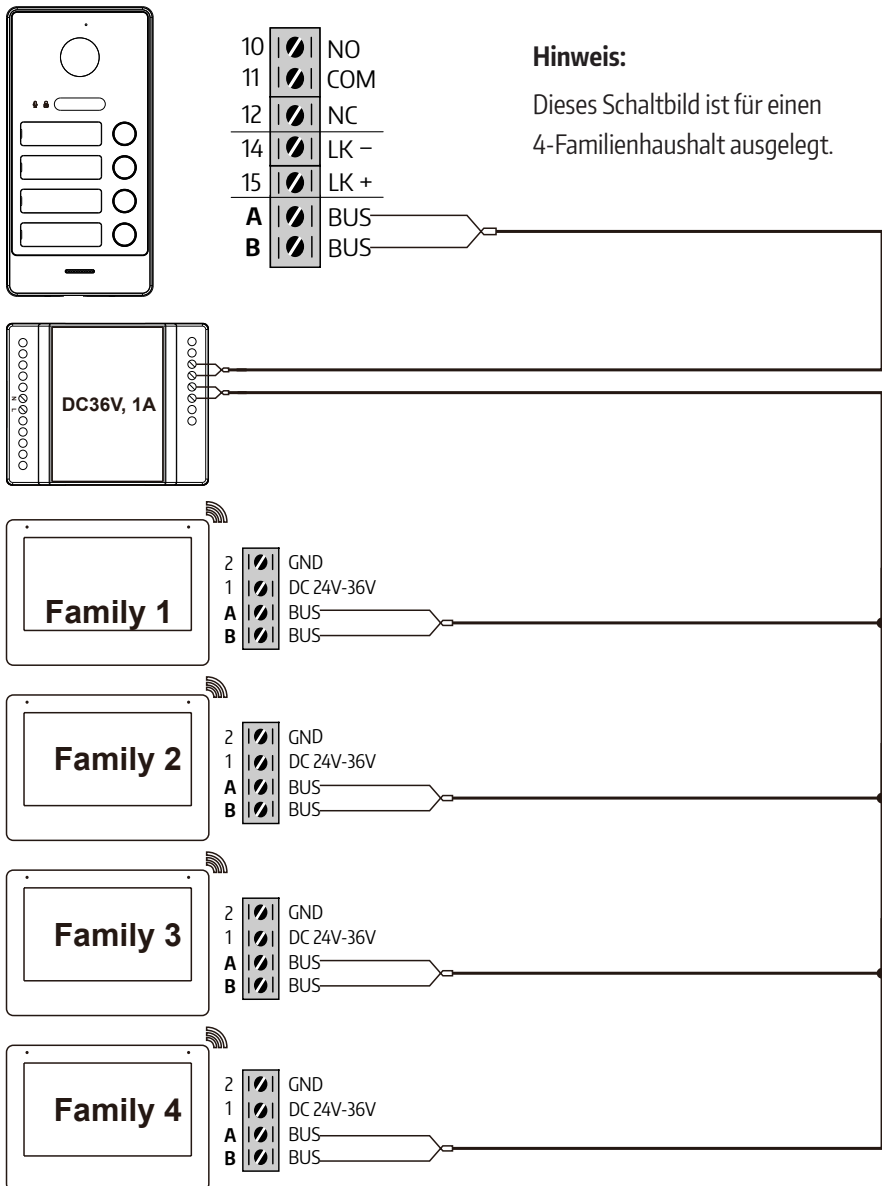 10 NO
11 COM
12 NC
14 LK –
15 LK +
A BUS
B BUS
Hinweis:
Dieses Schaltbild ist für einen
4-Familienhaushalt ausgelegt.
N
L
DC36V, 1A
Family 1
2 GND
1 DC 24V-36V
A BUS
B BUS
Family 2
2 GND
1 DC 24V-36V
A BUS
B BUS
Family 3
2 GND
1 DC 24V-36V
A BUS
B BUS
Family 4
2 GND
1 DC 24V-36V
A BUS
B BUS